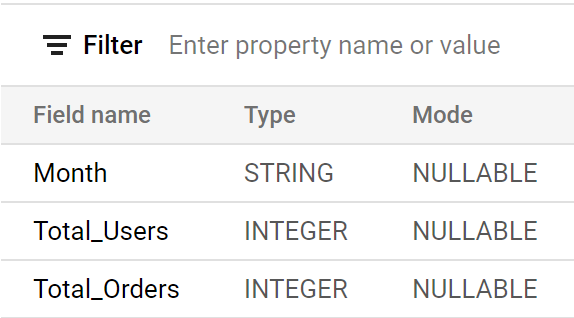 Filter Enter property name or value
Field name Type Mode
Month STRING NULLABLE
Total_Users INTEGER NULLABLE
Total_Orders INTEGER NULLABLE